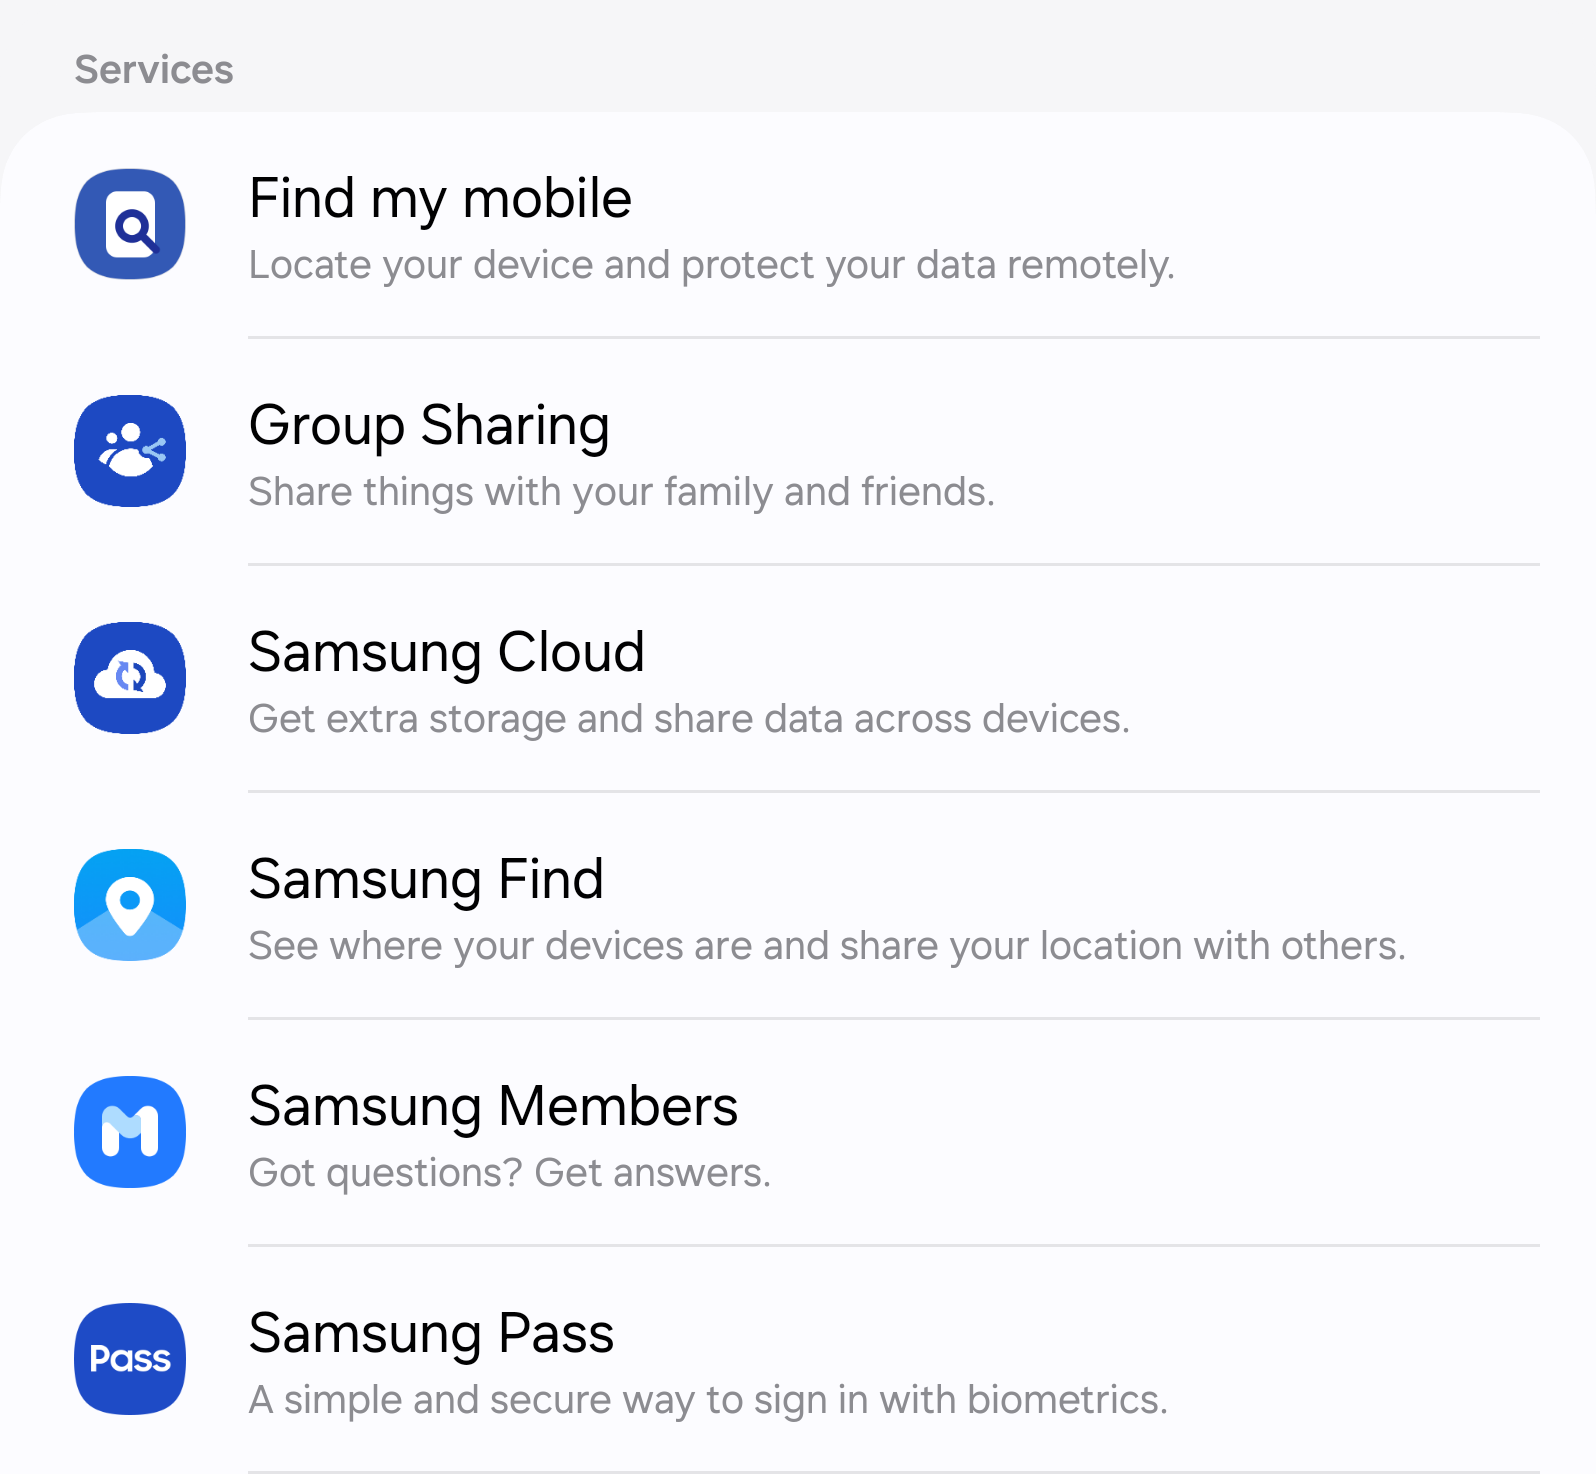 Services
Find my mobile
Locate your device and protect your data remotely.
Group Sharing
Share things with your family and friends.
Samsung Cloud
Get extra storage and share data across devices.
Samsung Find
See where your devices are and share your location with others.
Samsung Members
Got questions? Get answers.
Pass
Samsung Pass
A simple and secure way to sign in with biometrics.